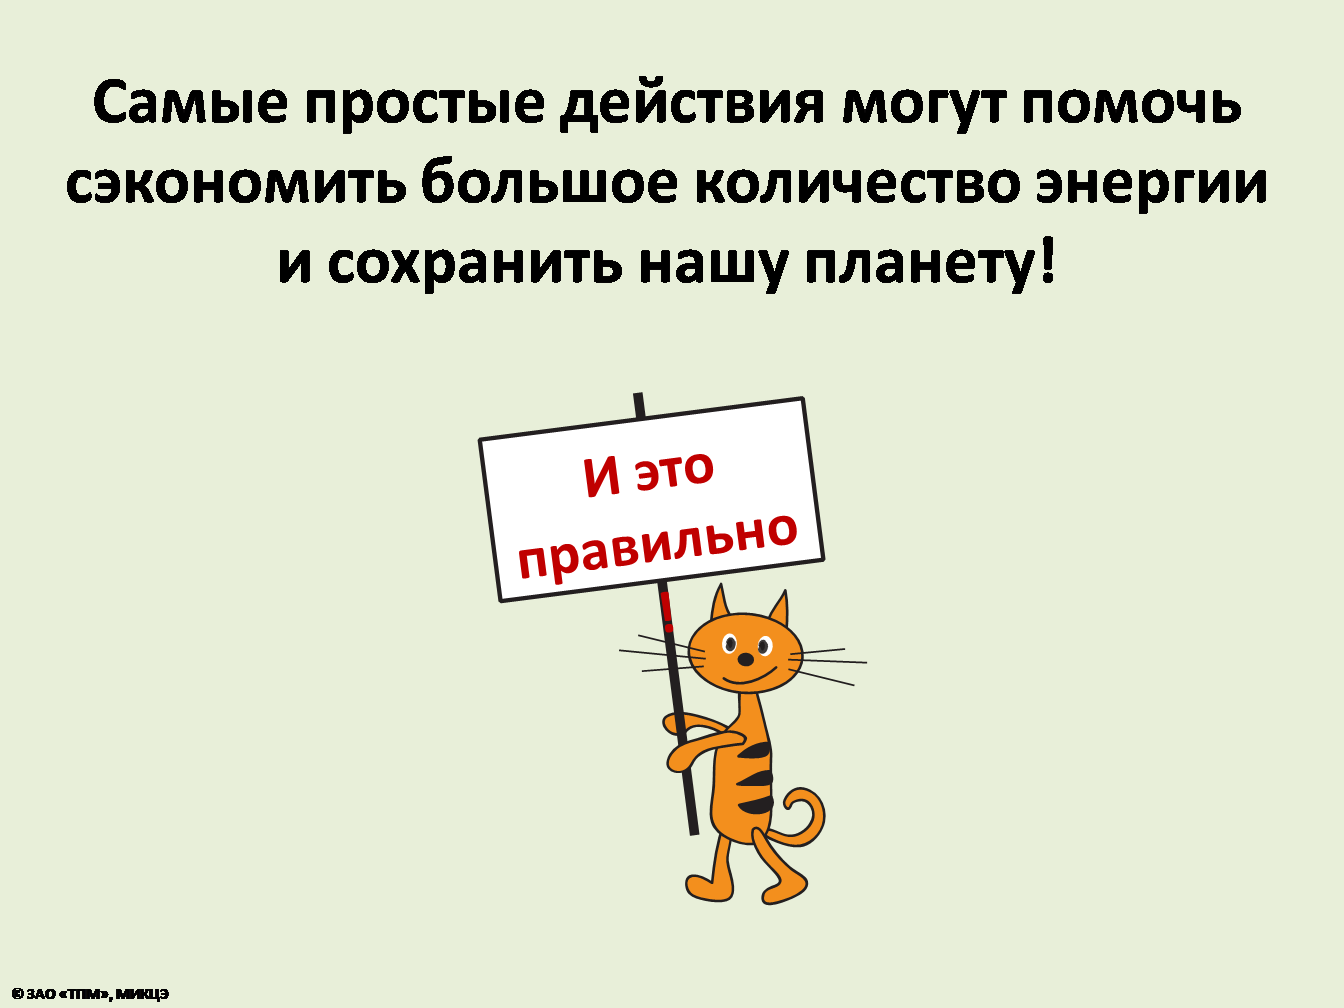 Самые простые действия могут помочь
сэкономить большое количество энергии
и сохранить нашу планету!
И это
правильно
!
© ЗАО «ТПМ», МИКЦЭ